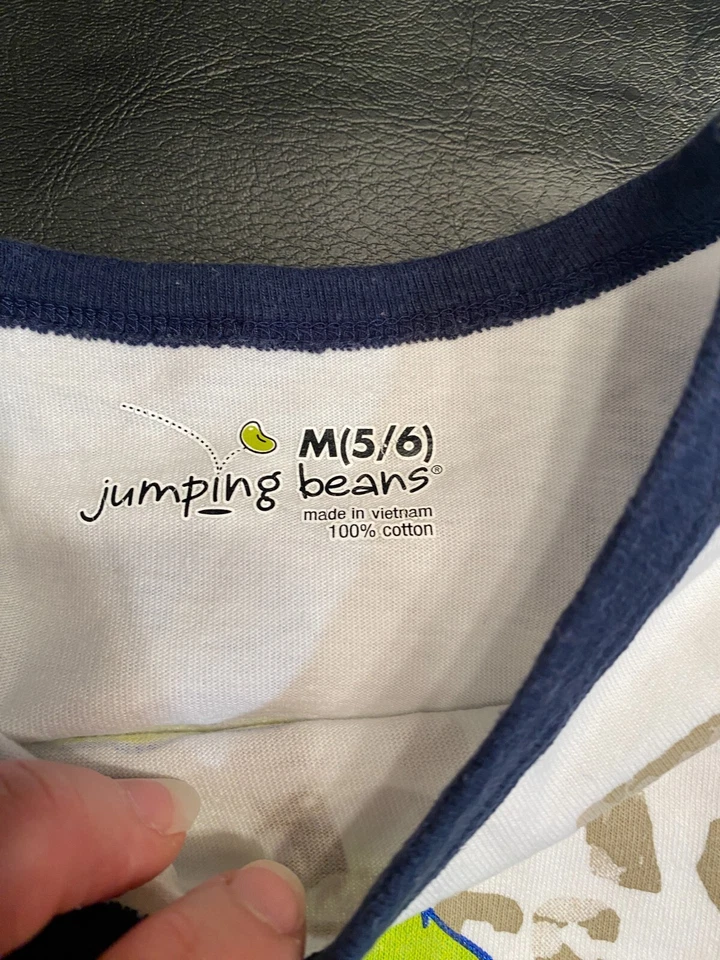 M(5/6)
jumping beans®
made in vietnam
100% cotton